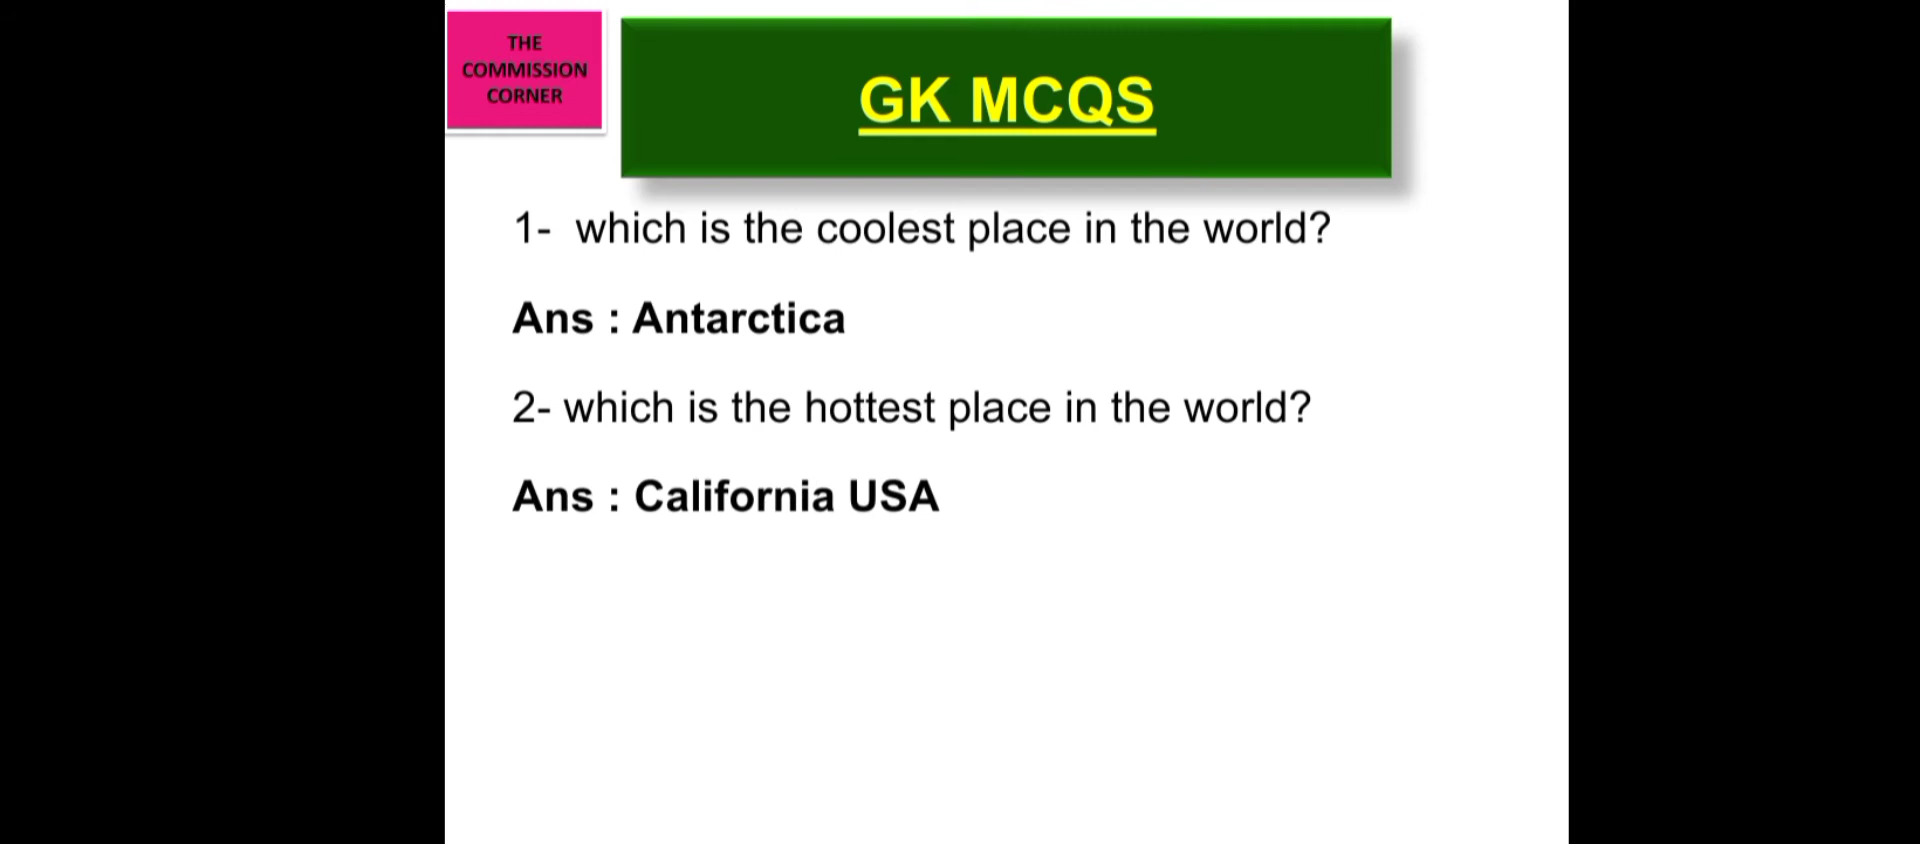 THE
COMMISSION
CORNER
GK MCQS
1- which is the coolest place in the world?
Ans : Antarctica
2- which is the hottest place in the world?
Ans : California USA